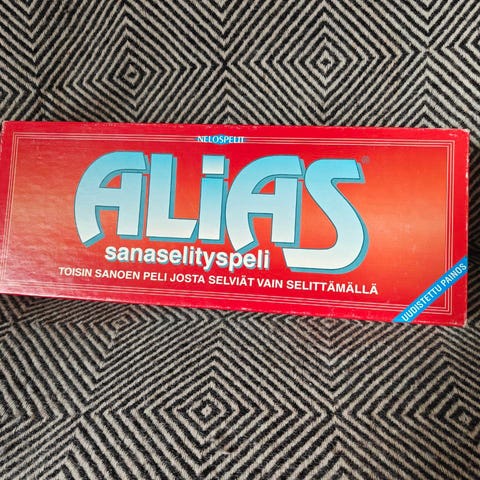 NELOSPELIT
ALiAS®
sanaselityspeli
TOISIN SANOEN PELI JOSTA SELVIÄT VAIN SELITTÄMÄLLÄ
UUDISTETTU PAINOS